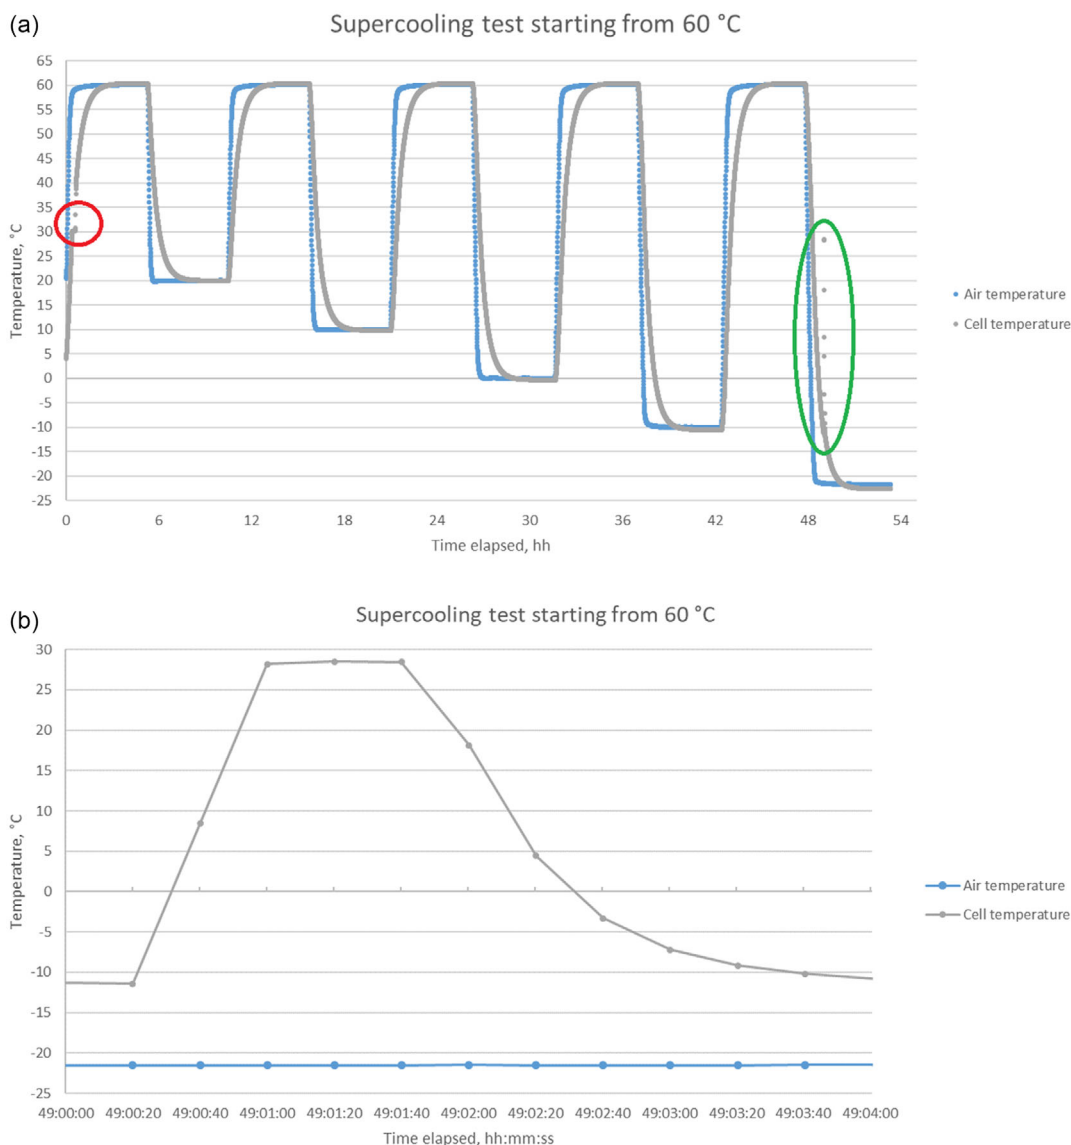 (a)
Supercooling test starting from 60 °C
65
60
55
50
45
40
35
30
25
20
15
10
5
0
-5
-10
-15
-20
-25
Temperature, °C
0 6 12 18 24 30 36 42 48 54
Time elapsed, hh
Air temperature
Cell temperature
(b)
Supercooling test starting from 60 °C
30
25
20
15
10
5
0
-5
-10
-15
-20
-25
Temperature, °C
49:00:00 49:00:20 49:00:40 49:01:00 49:01:20 49:01:40 49:02:00 49:02:20 49:02:40 49:03:00 49:03:20 49:03:40 49:04:00
Time elapsed, hh:mm:ss
Air temperature
Cell temperature